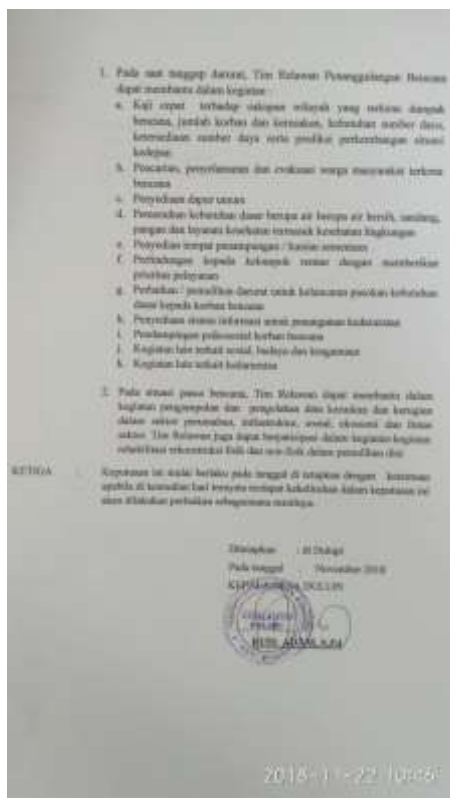 1. Pada saat tanggap darurat, Tim Relawan Penanggulangan Bencana
dapat membantu dalam kegiatan
a. Kaji cepat terhadap cakupan wilayah yang terkena dampak
bencana, jumlah korban dan kerusakan, kebutuhan sumber daya,
ketersediaan sumber daya serta prediksi perkembangan situasi
kedepan
b. Pencarian, penyelamatan dan evakuasi warga masyarakat terkena
bencana
c. Penyediaan dapur umum
d. Pemenuhan kebutuhan dasar berupa air berupa air bersih, sandang,
pangan dan layanan kesehatan termasuk kesehatan lingkungan
e. Penyedian tempat penampungan / hunian sementara
f. Perlindungan kepada kelompok rentan dengan memberikan
prioritas pelayanan
g. Perbaikan / pemulihan darurat untuk kelancaran pasokan kebutuhan
dasar kepada korban bencana
h. Penyediaan sistem informasi untuk penanganan kedaruratan
i. Pendampingan psikososial korban bencana
j. Kegiatan lain terkait sosial, budaya dan keagamaan
k. Kegiatan lain terkait kedaruratan
2. Pada situasi pasca bencana, Tim Relawan dapat membantu dalam
kegiatan pengumpulan dan pengolahan data kerusakan dan kerugian
dalam sektor perumahan, infrastruktur, sosial, ekonomi dan lintas
sektor. Tim Relawan juga dapat berpartisipasi dalam kegiatan-kegiatan
rehabilitasi rekonstruksi fisik dan non-fisik dalam pemulihan dini
KETIGA : Keputusan ini mulai berlaku pada tanggal di tetapkan dengan
apabila di kemudian hari ternyata terdapat kekeliruan dalam keputusan ini
akan dilakukan perbaikan sebagaimana mestinya.
Ditetapkan : di
Pada tanggal : November 2018
2018-11-22 10:46